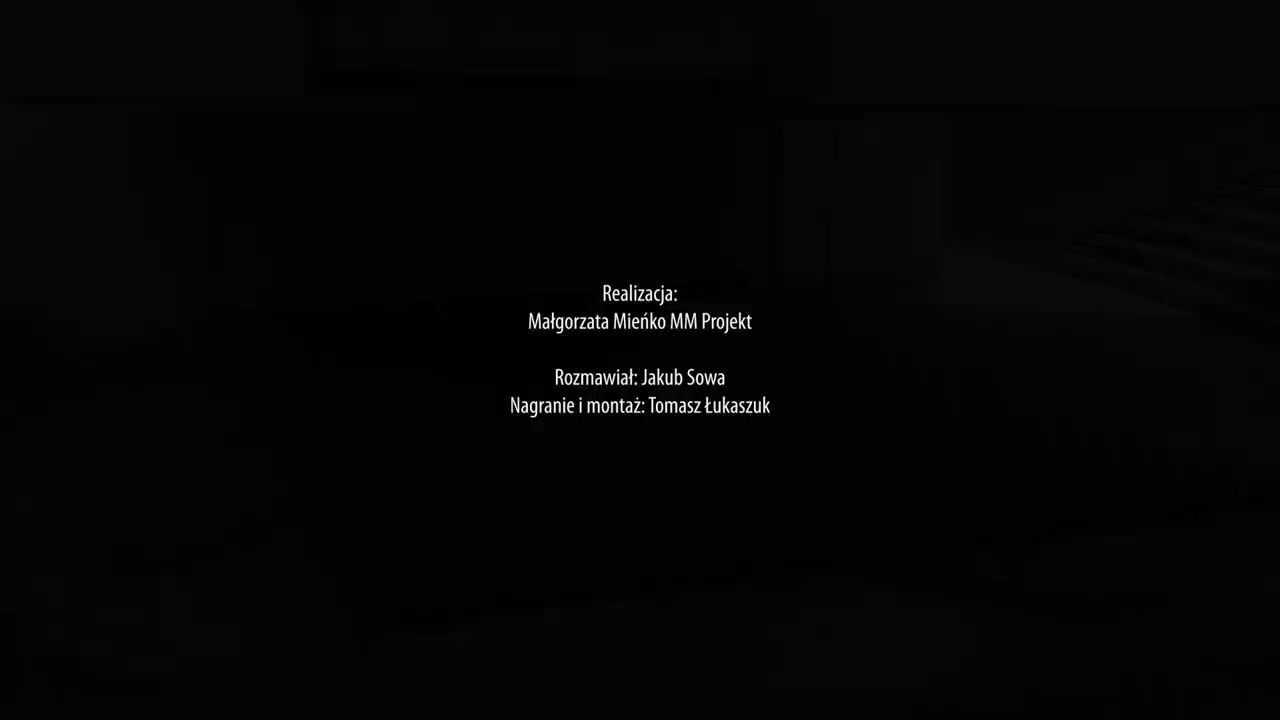 Realizacja:
Małgorzata Mieńko MM Projekt
Rozmawiał: Jakub Sowa
Nagranie i montaż: Tomasz Łukaszuk